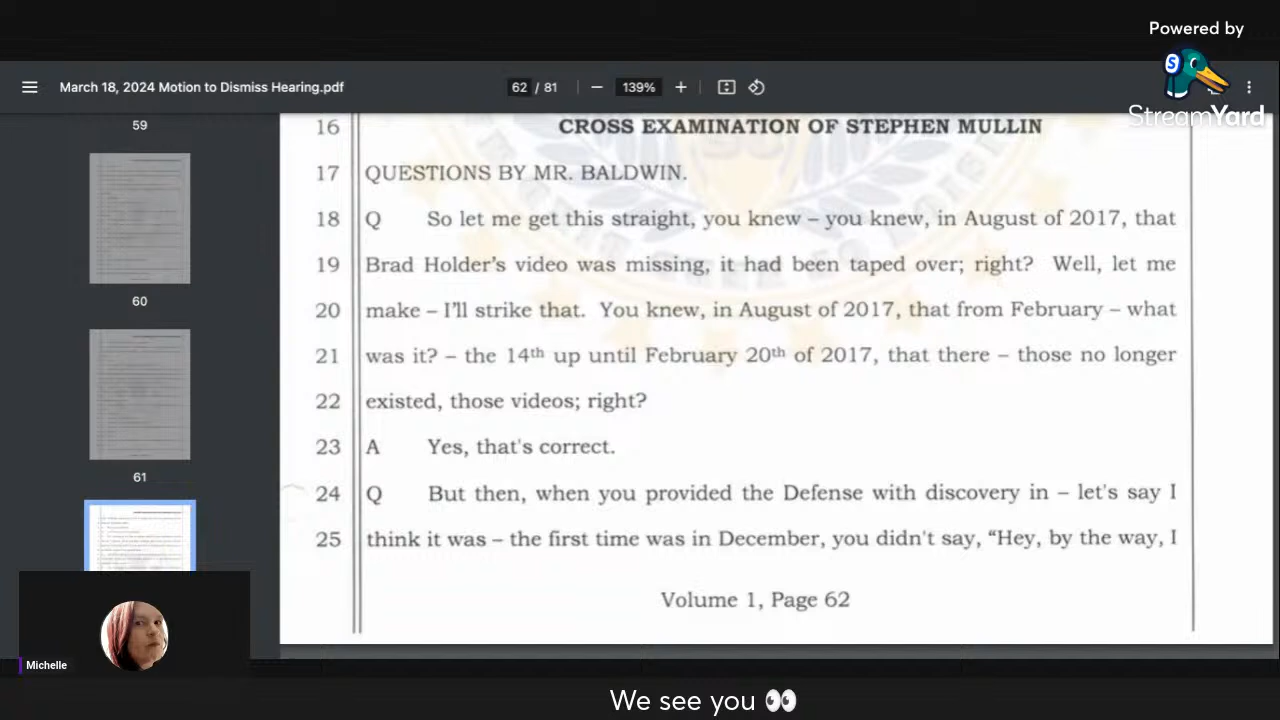 Powered by
StreamYard
March 18, 2024 Motion to Dismiss Hearing.pdf
62 / 81
139%
59
60
61
16 CROSS EXAMINATION OF STEPHEN MULLIN
17 QUESTIONS BY MR. BALDWIN.
18 Q So let me get this straight, you knew – you knew, in August of 2017, that
19 Brad Holder's video was missing, it had been taped over; right? Well, let me
20 make – I'll strike that. You knew, in August of 2017, that from February – what
21 was it? – the 14th up until February 20th of 2017, that there – those no longer
22 existed, those videos; right?
23 A Yes, that's correct.
24 Q But then, when you provided the Defense with discovery in – let's say I
25 think it was – the first time was in December, you didn't say, "Hey, by the way, I
Volume 1, Page 62
Michelle
We see you 👀